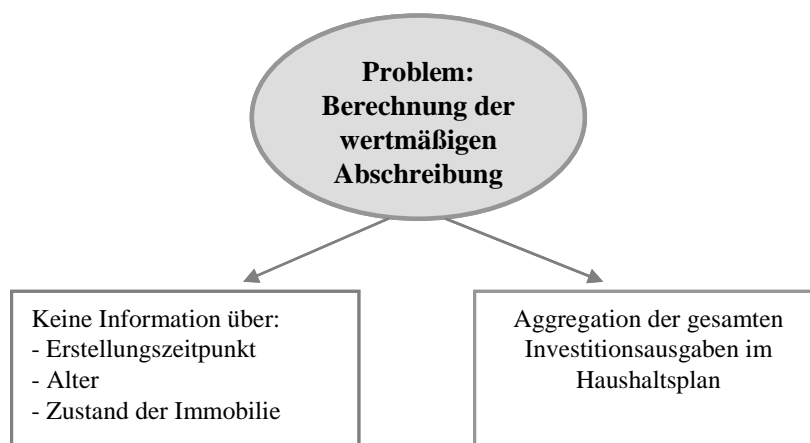 Problem:
Berechnung der
wertmäßigen
Abschreibung
Keine Information über:
- Erstellungszeitpunkt
- Alter
- Zustand der Immobilie
Aggregation der gesamten
Investitionsausgaben im
Haushaltsplan